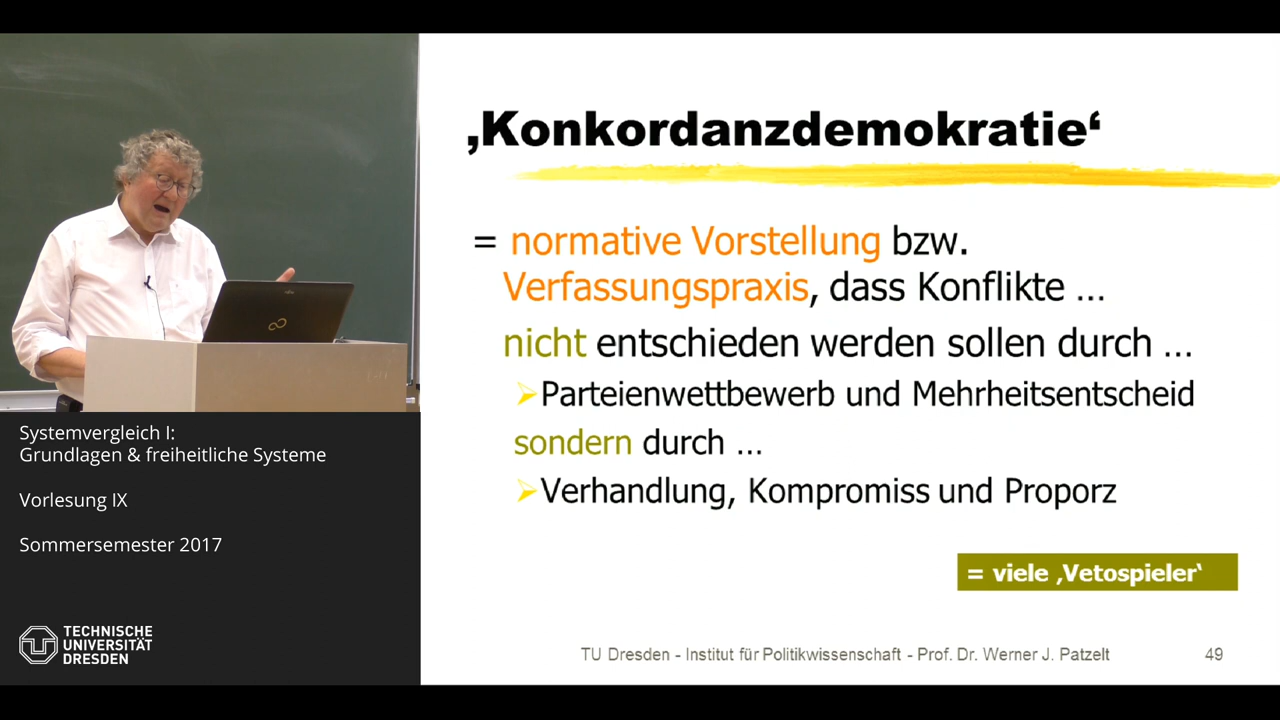 ‚Konkordanzdemokratie‘
= normative Vorstellung bzw.
Verfassungspraxis, dass Konflikte ...
nicht entschieden werden sollen durch ...
Parteienwettbewerb und Mehrheitsentscheid
sondern durch ...
Verhandlung, Kompromiss und Proporz
= viele ‚Vetospieler‘
TU Dresden - Institut für Politikwissenschaft - Prof. Dr. Werner J. Patzelt 49
Systemvergleich I:
Grundlagen & freiheitliche Systeme
Vorlesung IX
Sommersemester 2017
TECHNISCHE
UNIVERSITÄT
DRESDEN